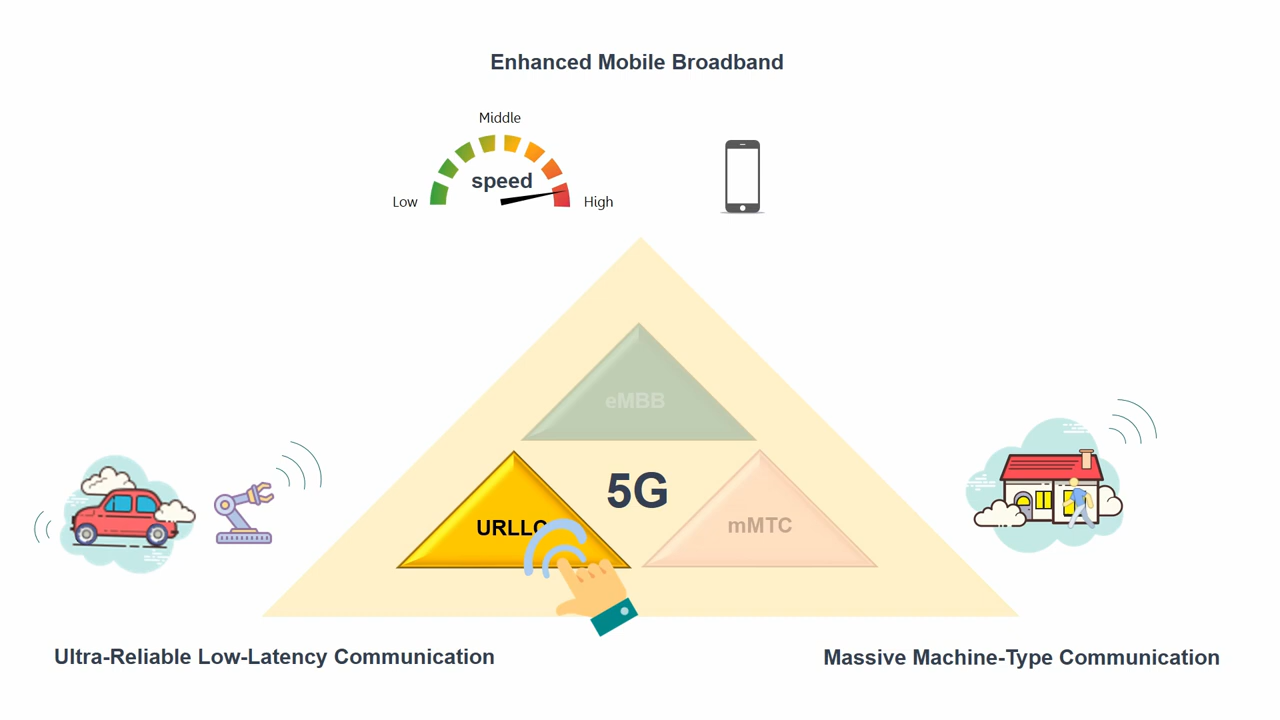 Enhanced Mobile Broadband
Middle
speed
Low
High
eMBB
5G
URLLC
mMTC
Ultra-Reliable Low-Latency Communication
Massive Machine-Type Communication